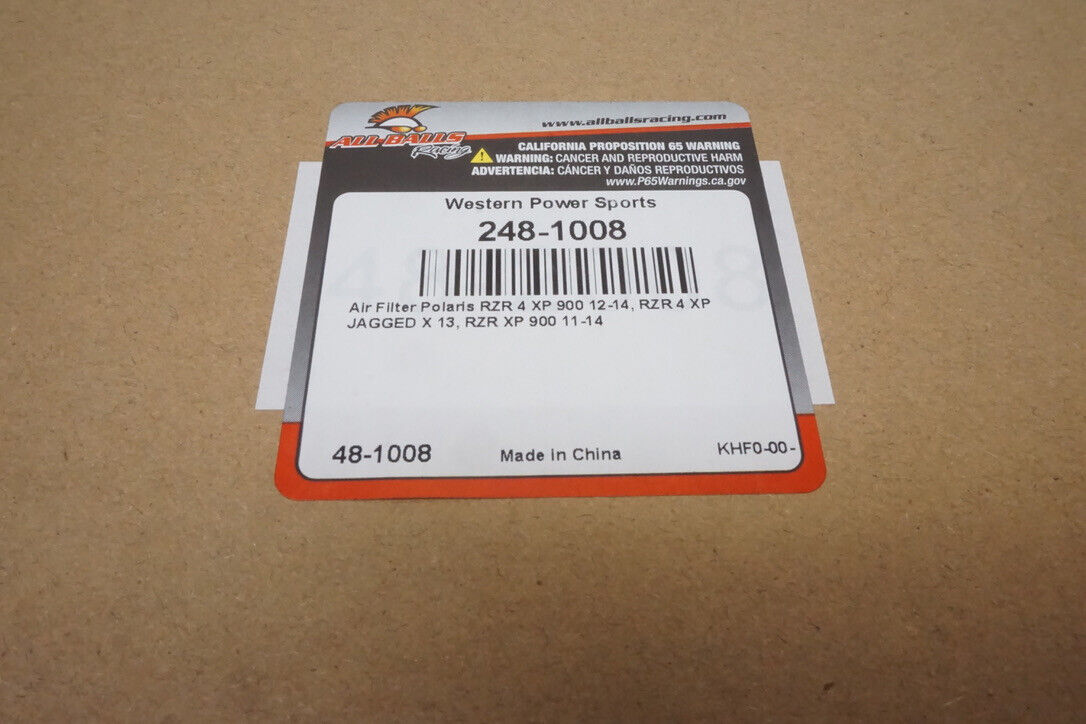 ALL BALLS
Racing
www.allballsracing.com
CALIFORNIA PROPOSITION 65 WARNING
WARNING: CANCER AND REPRODUCTIVE HARM
ADVERTENCIA: CÁNCER Y DAÑOS REPRODUCTIVOS
www.P65Warnings.ca.gov
Western Power Sports
248-1008
Air Filter Polaris RZR 4 XP 900 12-14, RZR 4 XP
JAGGED X 13, RZR XP 900 11-14
48-1008
Made in China
KHF0-00-